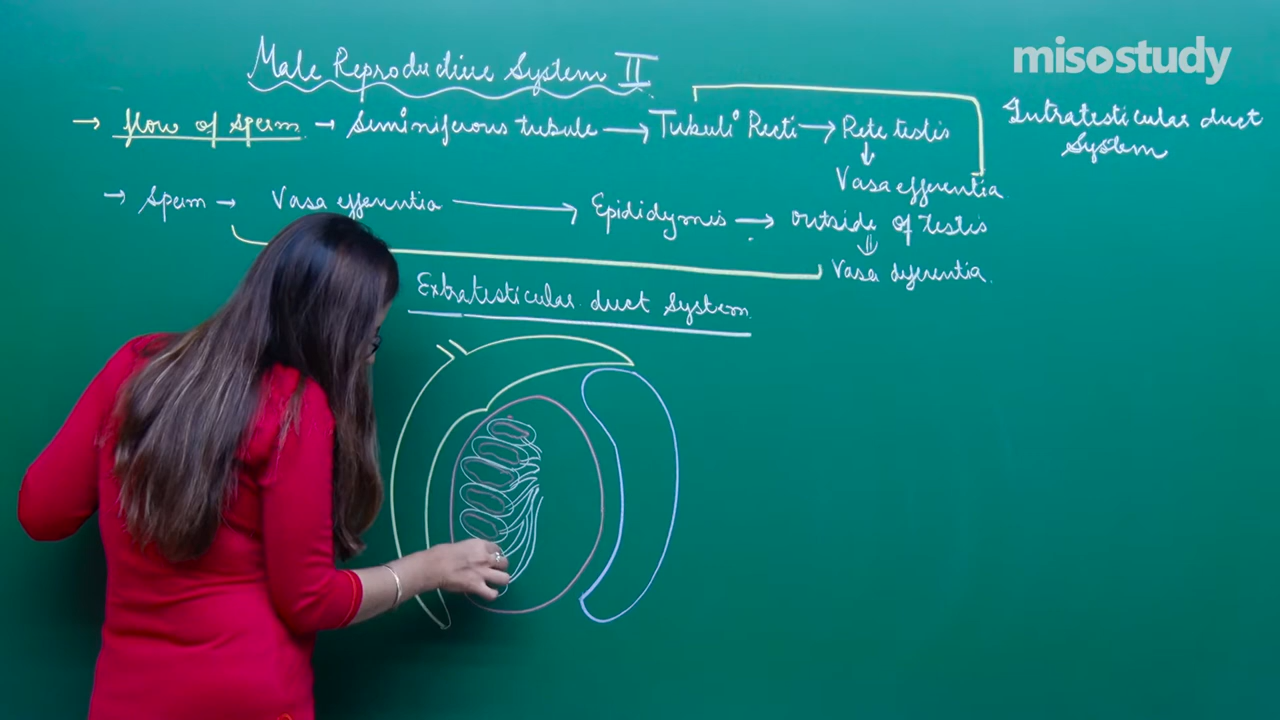 misostudy
Male Reproductive System II
→ flow of sperm → Seminiferous tubule → Tubuli Recti → Rete testis
↓
Vasa efferentia
Intratesticular duct
System
→ Sperm → Vasa efferentia → Epididymis → outside of testis
⇓
Vasa deferentia
Extratesticular duct System